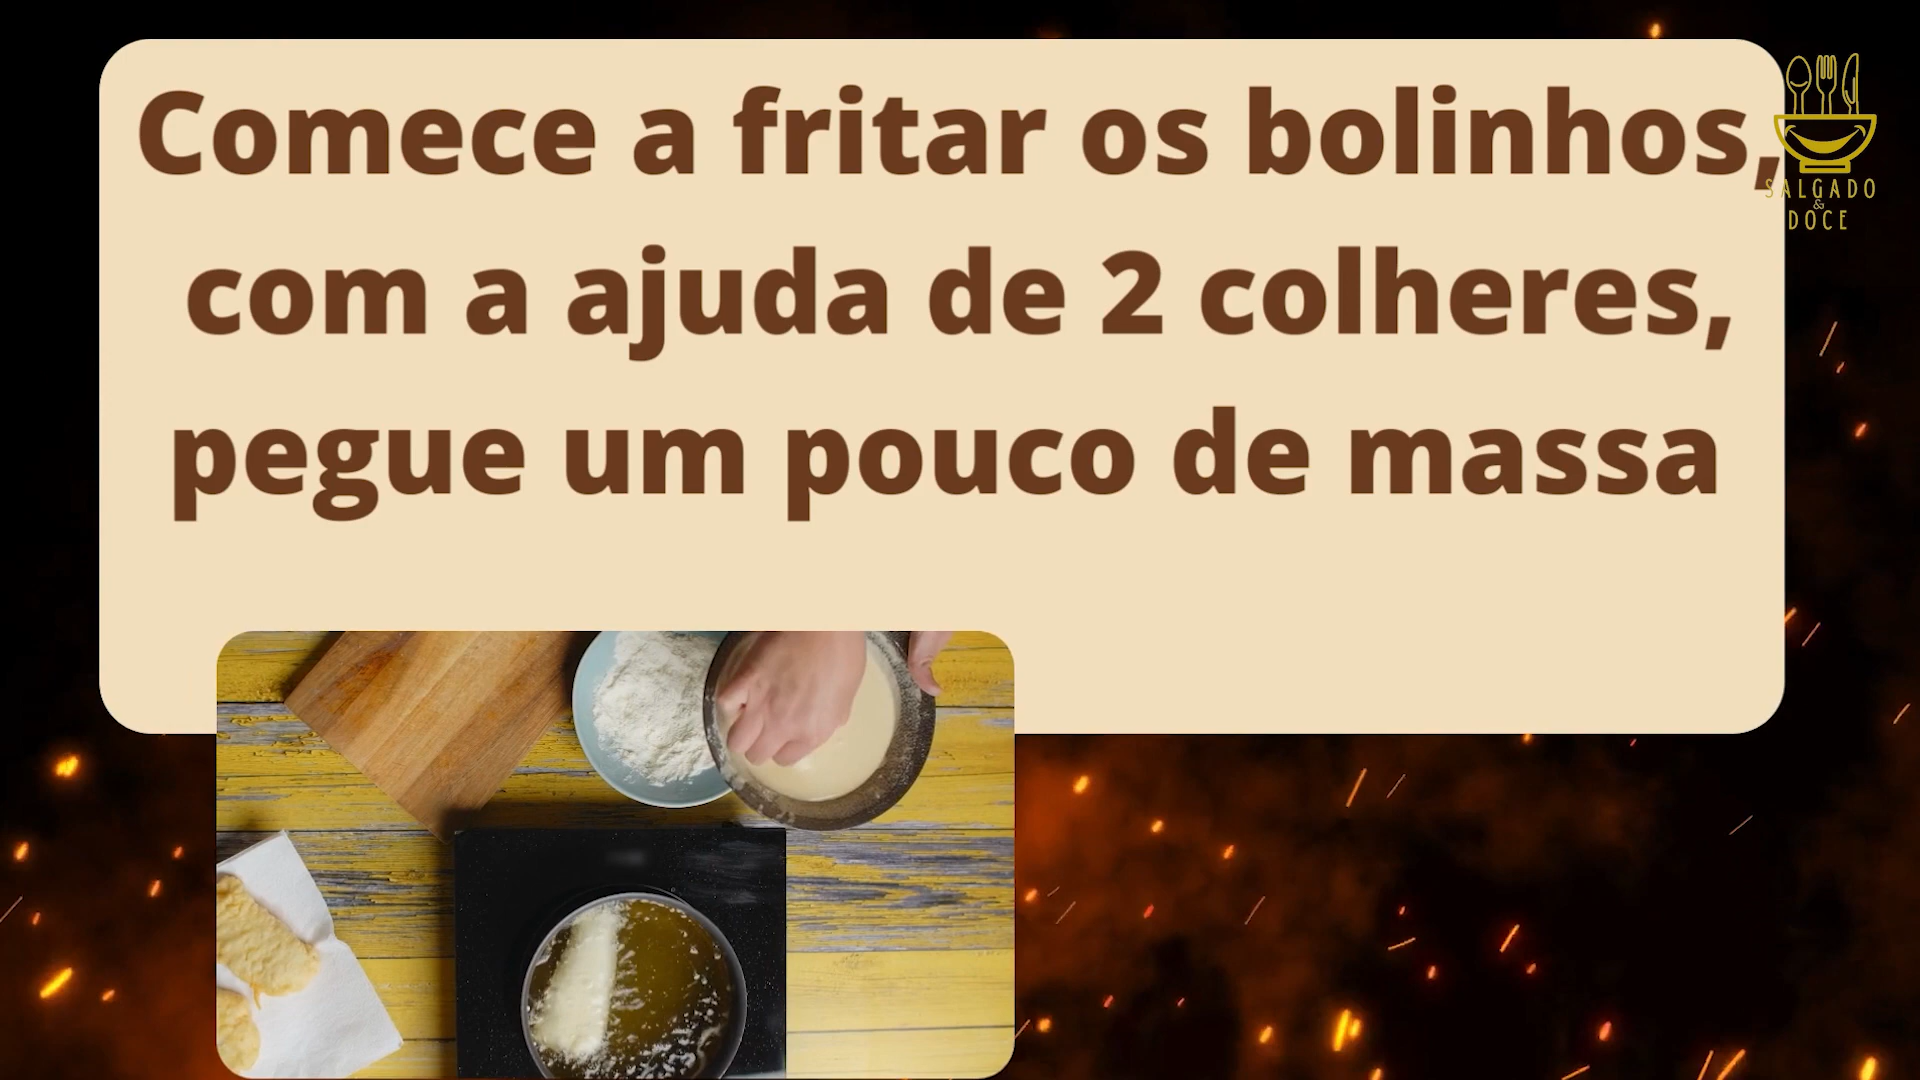 Comece a fritar os bolinhos,
com a ajuda de 2 colheres,
pegue um pouco de massa
SALGADO
&
DOCE